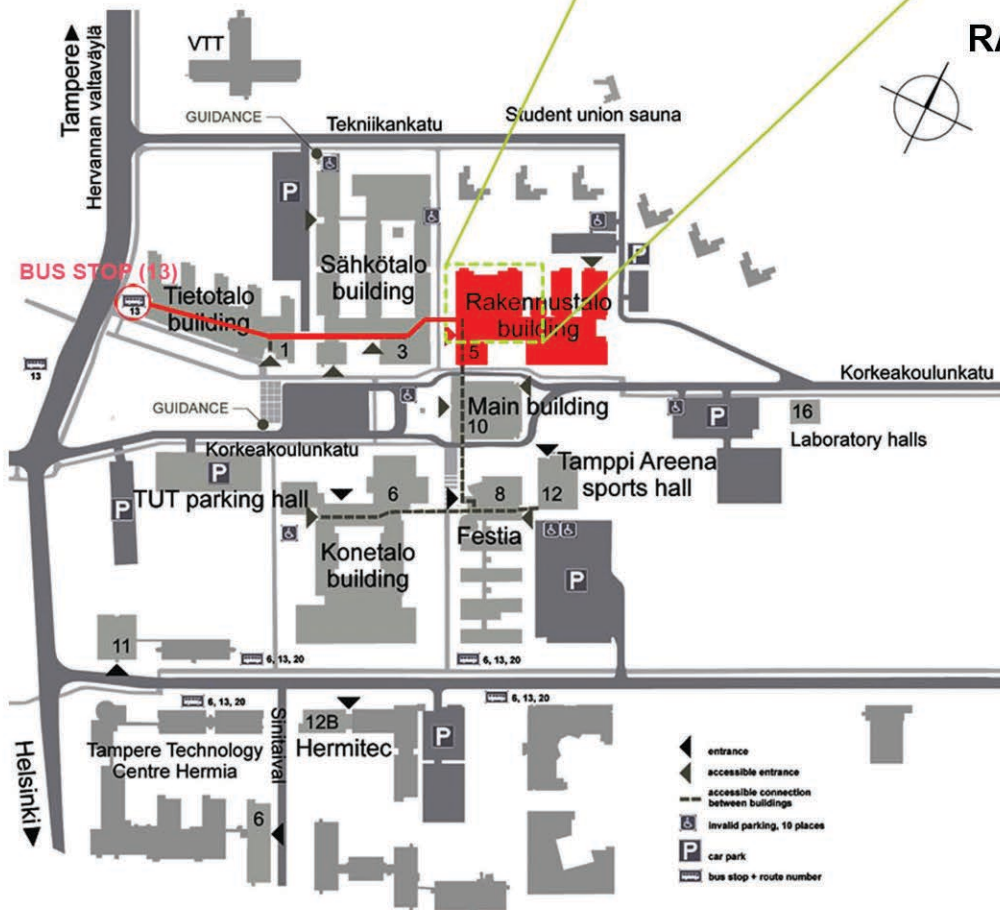 RA
VTT
Tampere
Hervannan valtaväylä
GUIDANCE
Tekniikankatu
Student union sauna
P
BUS STOP (13)
13
Tietotalo
building
1
Sähkötalo
building
3
Rakennustalo
building
5
P
13
Korkeakoulunkatu
GUIDANCE
Main building
10
P
16
Laboratory halls
Korkeakoulunkatu
P
TUT parking hall
P
6
8
12
Tamppi Areena
sports hall
Festia
Konetalo
building
P
11
6, 13, 20
6, 13, 20
6, 13, 20
6, 13, 20
Sinitaival
12B
Hermitec
P
Tampere Technology
Centre Hermia
6
Helsinki
entrance
accessible entrance
accessible connection
between buildings
invalid parking, 10 places
P car park
bus stop + route number